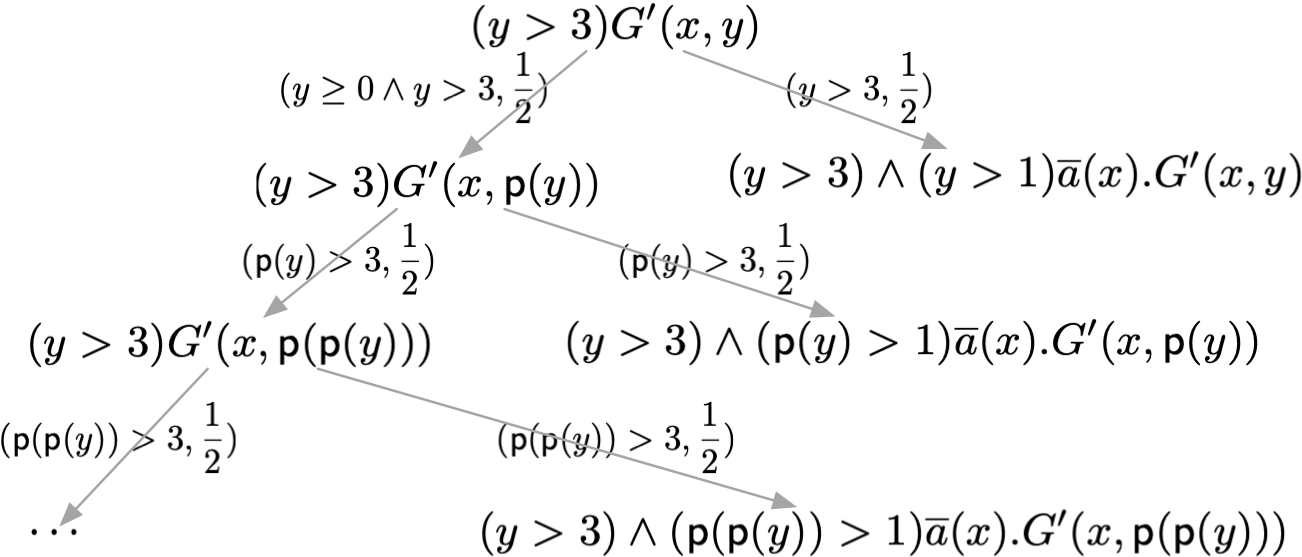 (y > 3)G′(x, y)
(y ≥ 0 ∧ y > 3, 1/2) (y > 3, 1/2)
(y > 3)G′(x, p(y)) (y > 3) ∧ (y > 1)a̅(x).G′(x, y)
(p(y) > 3, 1/2) (p(y) > 3, 1/2)
(y > 3)G′(x, p(p(y))) (y > 3) ∧ (p(y) > 1)a̅(x).G′(x, p(y))
(p(p(y)) > 3, 1/2) (p(p(y)) > 3, 1/2)
··· (y > 3) ∧ (p(p(y)) > 1)a̅(x).G′(x, p(p(y)))